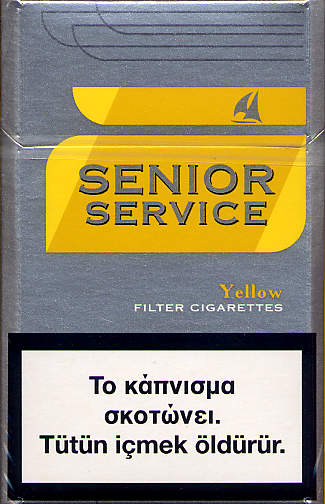 SENIOR
SERVICE
Yellow
FILTER CIGARETTES
Το κάπνισμα
σκοτώνει.
Tütün içmek öldürür.